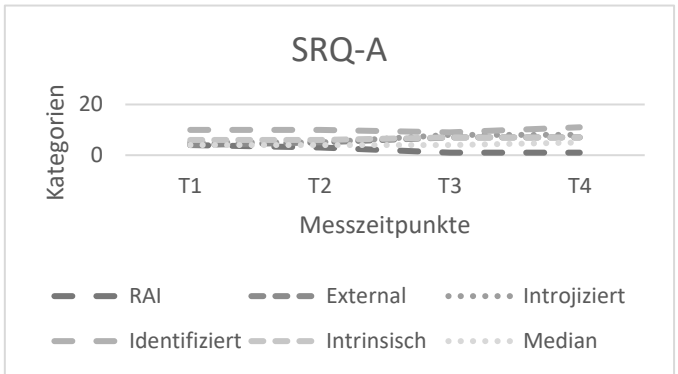 SRQ-A
Kategorien
20
0
T1 T2 T3 T4
Messzeitpunkte
RAI External Introjiziert
Identifiziert Intrinsisch Median